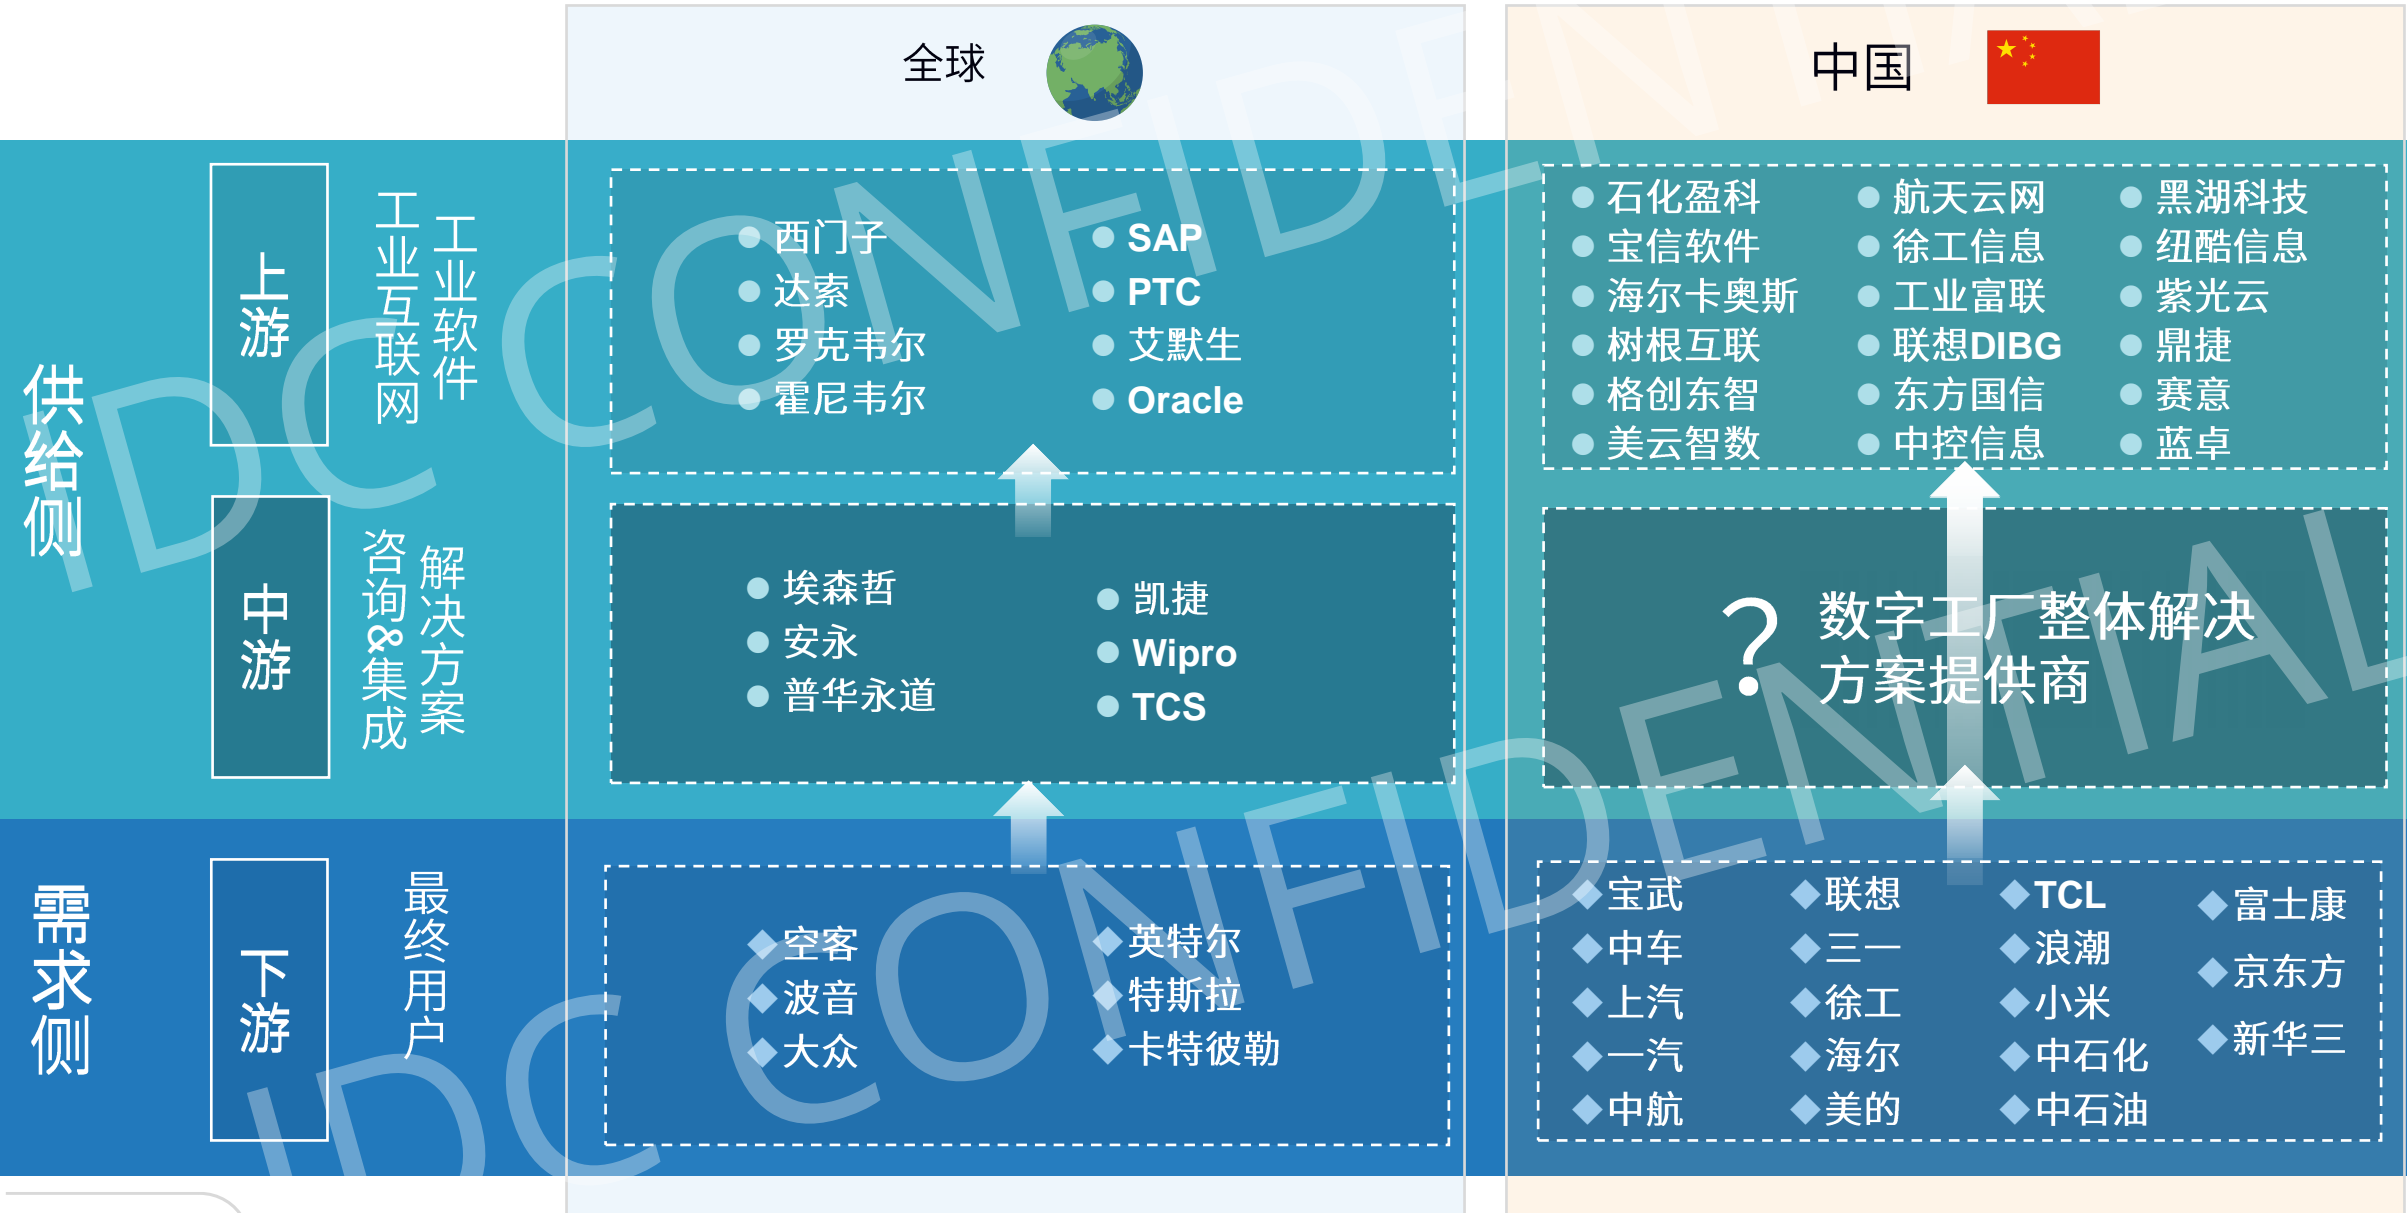 全球
中国
供给侧
上游
工业互联网
工业软件
西门子
达索
罗克韦尔
霍尼韦尔
SAP
PTC
艾默生
Oracle
石化盈科
宝信软件
海尔卡奥斯
树根互联
格创东智
美云智数
航天云网
徐工信息
工业富联
联想DIBG
东方国信
中控信息
黑湖科技
纽酷信息
紫光云
鼎捷
赛意
蓝卓
中游
咨询&集成
解决方案
埃森哲
安永
普华永道
凯捷
Wipro
TCS
？
数字工厂整体解决
方案提供商
需求侧
下游
最终用户
空客
波音
大众
英特尔
特斯拉
卡特彼勒
宝武
中车
上汽
一汽
中航
联想
三一
徐工
海尔
美的
TCL
浪潮
小米
中石化
中石油
富士康
京东方
新华三
IDC CONFIDENTIAL
IDC CONFIDENTIAL